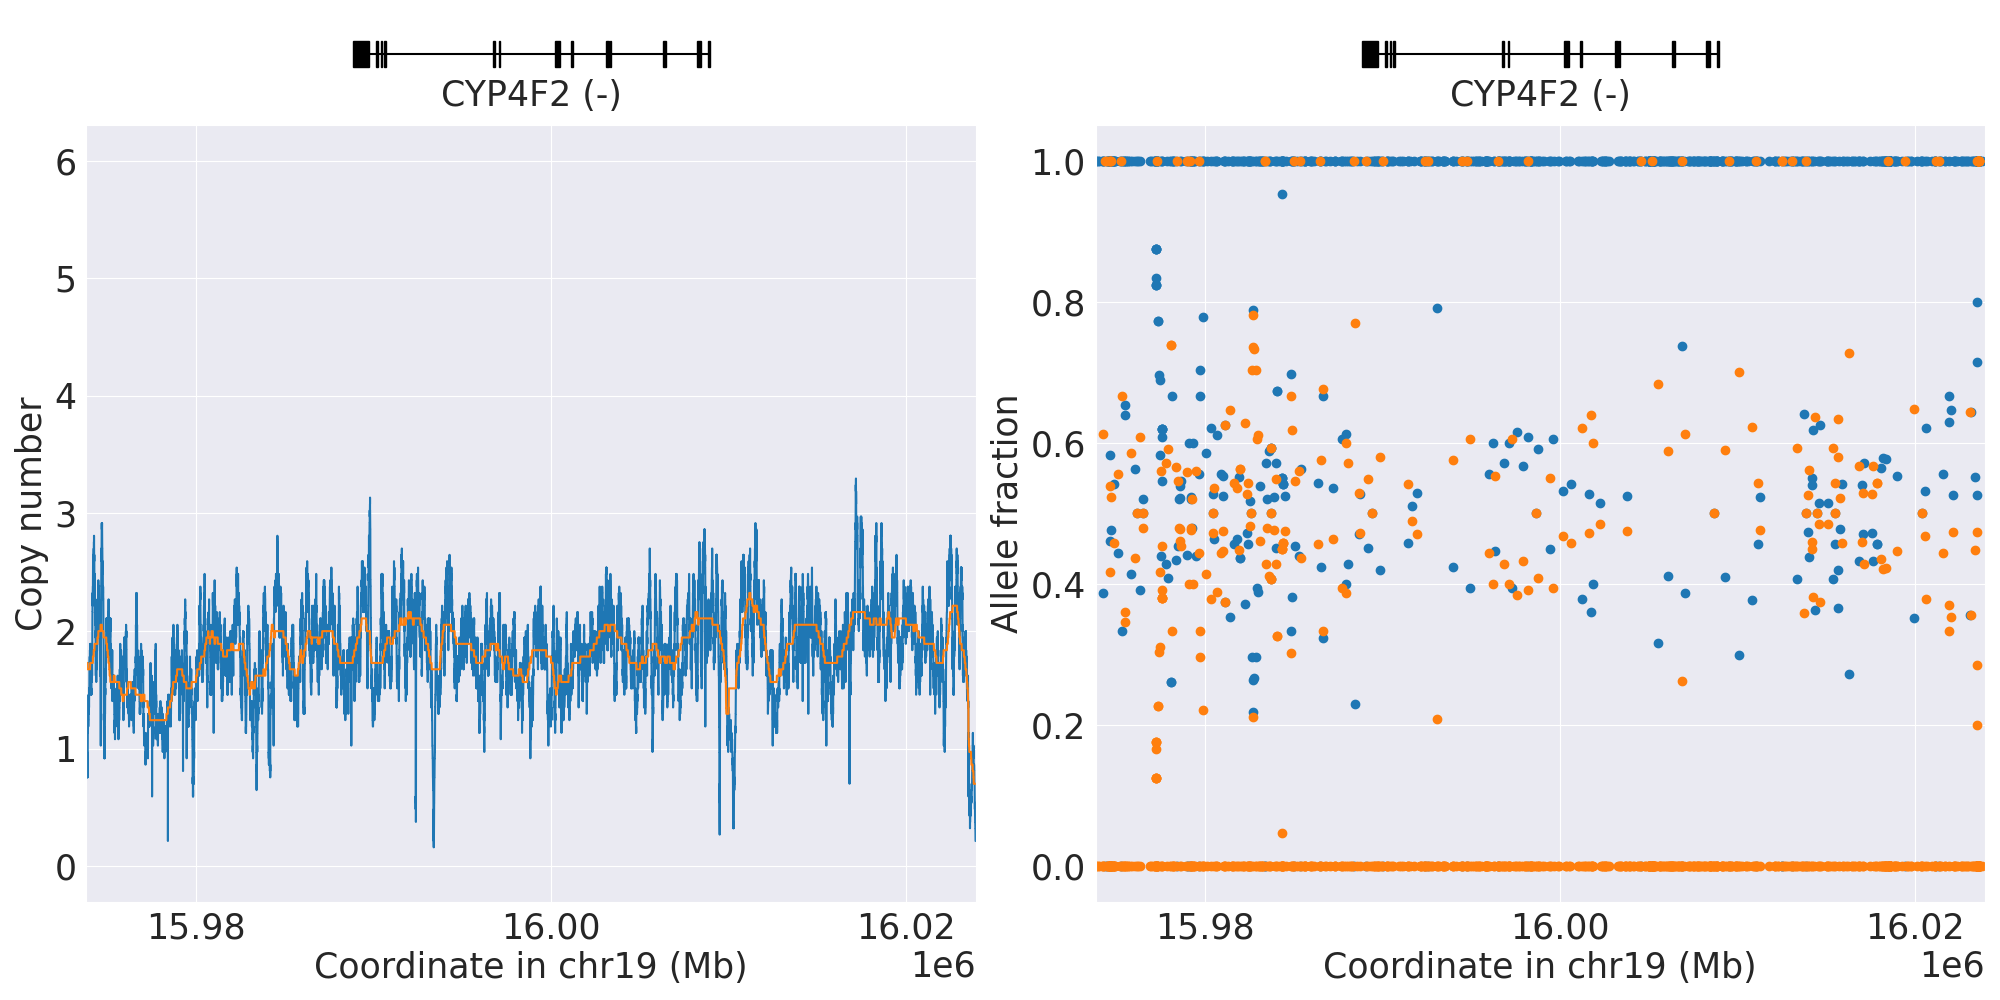 CYP4F2 (-)
Copy number
6
5
4
3
2
1
0
15.98
16.00
16.02
Coordinate in chr19 (Mb)
1e6
CYP4F2 (-)
Allele fraction
1.0
0.8
0.6
0.4
0.2
0.0
15.98
16.00
16.02
Coordinate in chr19 (Mb)
1e6